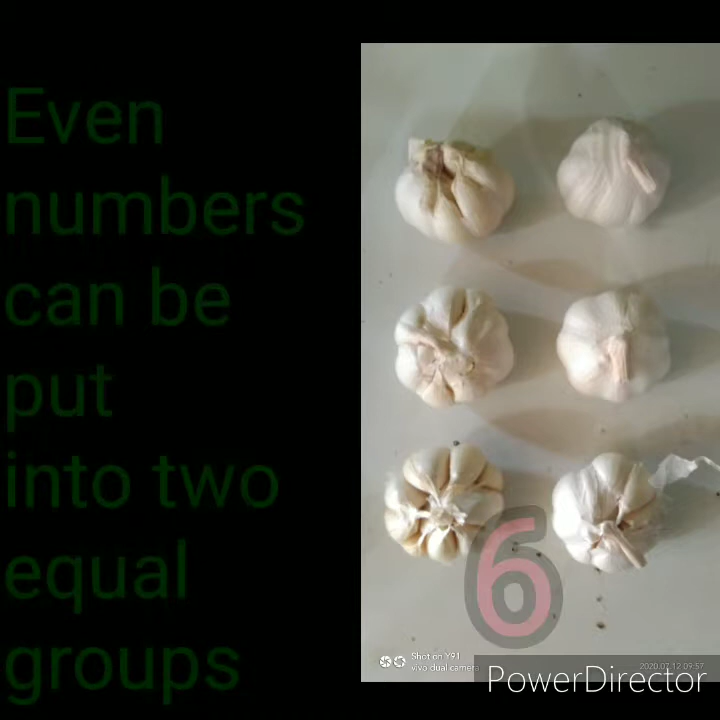 Even
numbers
can be
put
into two
equal
groups
6
Shot on Y91
vivo dual camera
2020.07.12 09:57
PowerDirector